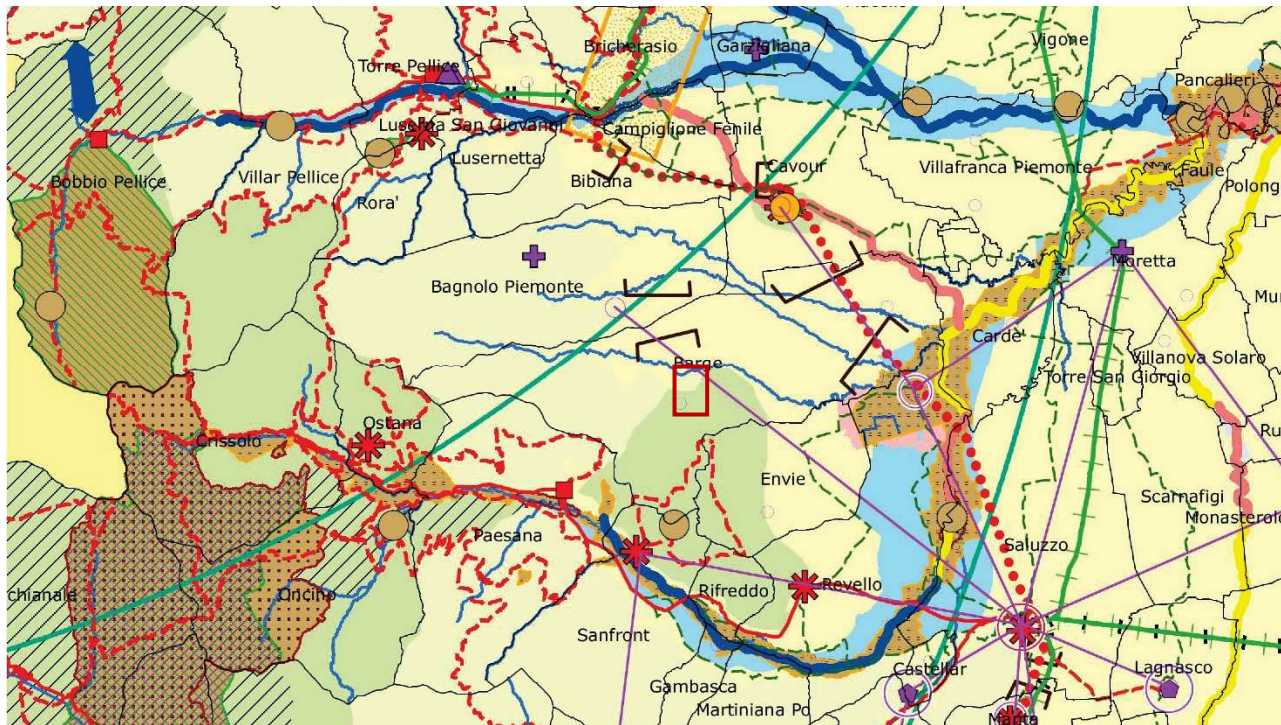 Bricherasio
Garzigliana
Vigone
Torre Pellice
Pancalieri
Luserna San Giovanni
Campiglione Fenile
Lusernetta
Cavour
Villafranca Piemonte
Faule
Bobbio Pellice
Villar Pellice
Bibiana
Polong
Rora'
Moretta
Bagnolo Piemonte
Mur
Cardè
Villanova Solaro
Barge
Torre San Giorgio
Ostana
Ru
Crissolo
Envie
Scarnafigi
Monasterolo
Paesana
Saluzzo
chianale
Oncino
Rifreddo
Revello
Sanfront
Castellar
Lagnasco
Gambasca
Martiniana Po
Manta